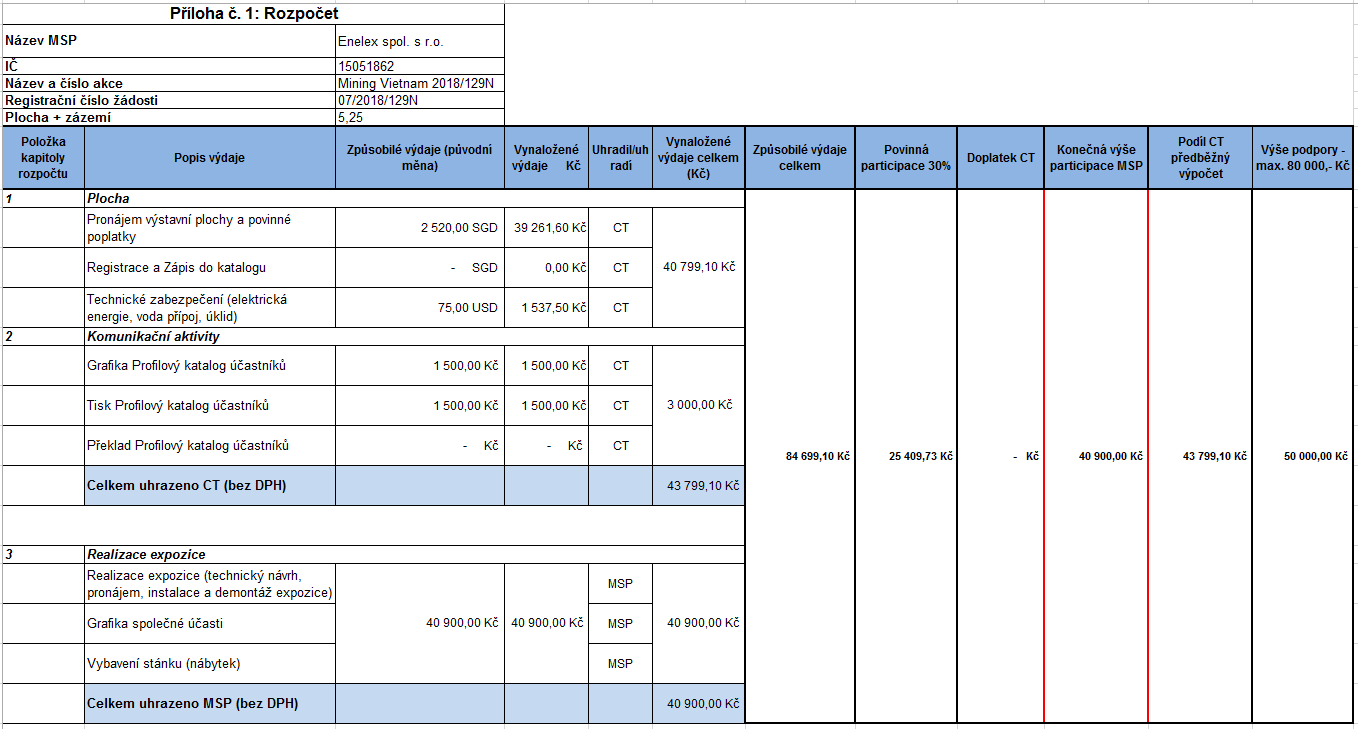 Příloha č. 1: Rozpočet
Název MSP Enelex spol. s r.o.
IČ 15051862
Název a číslo akce Mining Vietnam 2018/129N
Registrační číslo žádosti 07/2018/129N
Plocha + zázemí 5,25
Položka kapitoly rozpočtu Popis výdaje Způsobilé výdaje (původní měna) Vynaložené výdaje Kč Uhradil/uh radí Vynaložené výdaje celkem (Kč) Způsobilé výdaje celkem Povinná participace 30% Doplatek CT Konečná výše participace MSP Podíl CT předběžný výpočet Výše podpory - max. 80 000,- Kč
1 Plocha
Pronájem výstavní plochy a povinné poplatky 2 520,00 SGD 39 261,60 Kč CT
Registrace a Zápis do katalogu - SGD 0,00 Kč CT 40 799,10 Kč
Technické zabezpečení (elektrická energie, voda přípoj, úklid) 75,00 USD 1 537,50 Kč CT
2 Komunikační aktivity
Grafika Profilový katalog účastníků 1 500,00 Kč 1 500,00 Kč CT
Tisk Profilový katalog účastníků 1 500,00 Kč 1 500,00 Kč CT 3 000,00 Kč
Překlad Profilový katalog účastníků - Kč - Kč CT
84 699,10 Kč 25 409,73 Kč - Kč 40 900,00 Kč 43 799,10 Kč 50 000,00 Kč
Celkem uhrazeno CT (bez DPH) 43 799,10 Kč
3 Realizace expozice
Realizace expozice (technický návrh, pronájem, instalace a demontáž expozice) MSP
Grafika společné účasti 40 900,00 Kč 40 900,00 Kč MSP 40 900,00 Kč
Vybavení stánku (nábytek) MSP
Celkem uhrazeno MSP (bez DPH) 40 900,00 Kč